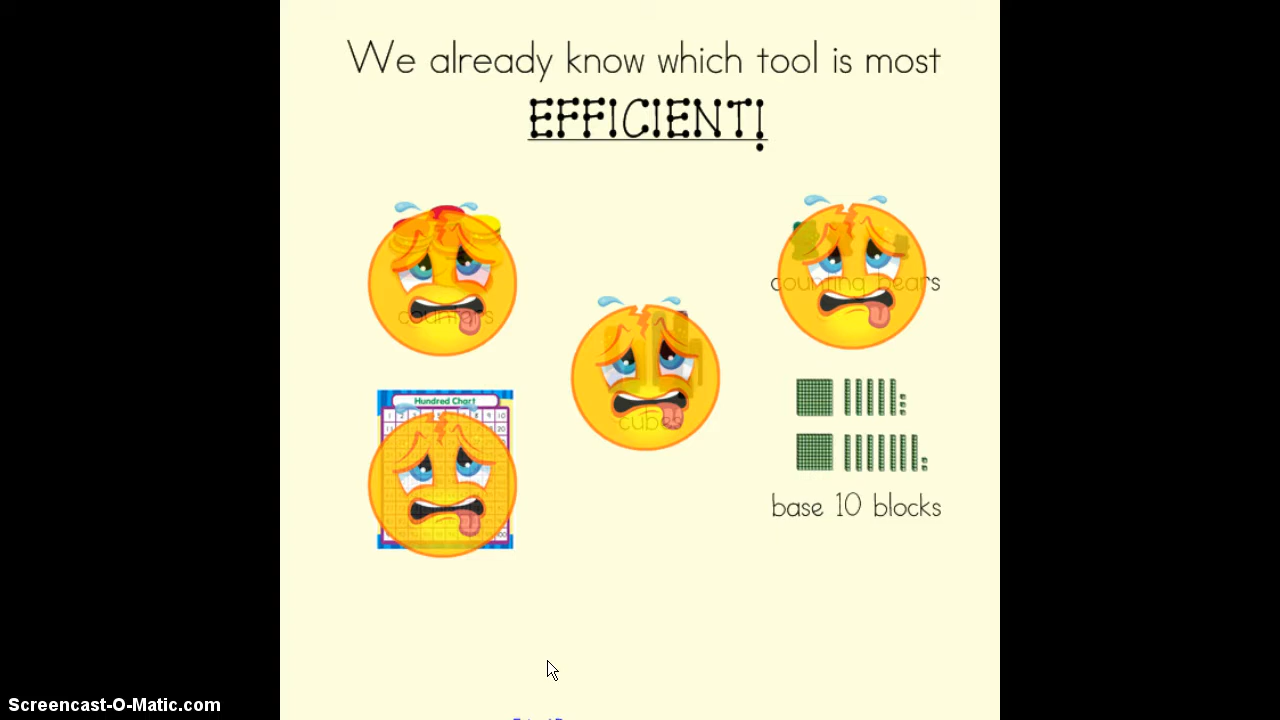 We already know which tool is most
EFFICIENT!
counting bears
counters
Hundred Chart
cubes
base 10 blocks
Screencast-O-Matic.com